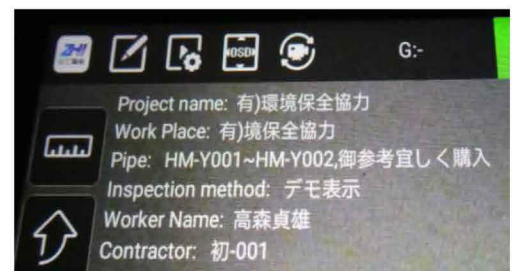 OSD
G:-
Project name: 有)環境保全協力
Work Place: 有)境保全協力
Pipe: HM-Y001~HM-Y002,御参考宜しく購入
Inspection method: デモ表示
Worker Name: 高森貞雄
Contractor: 初-001